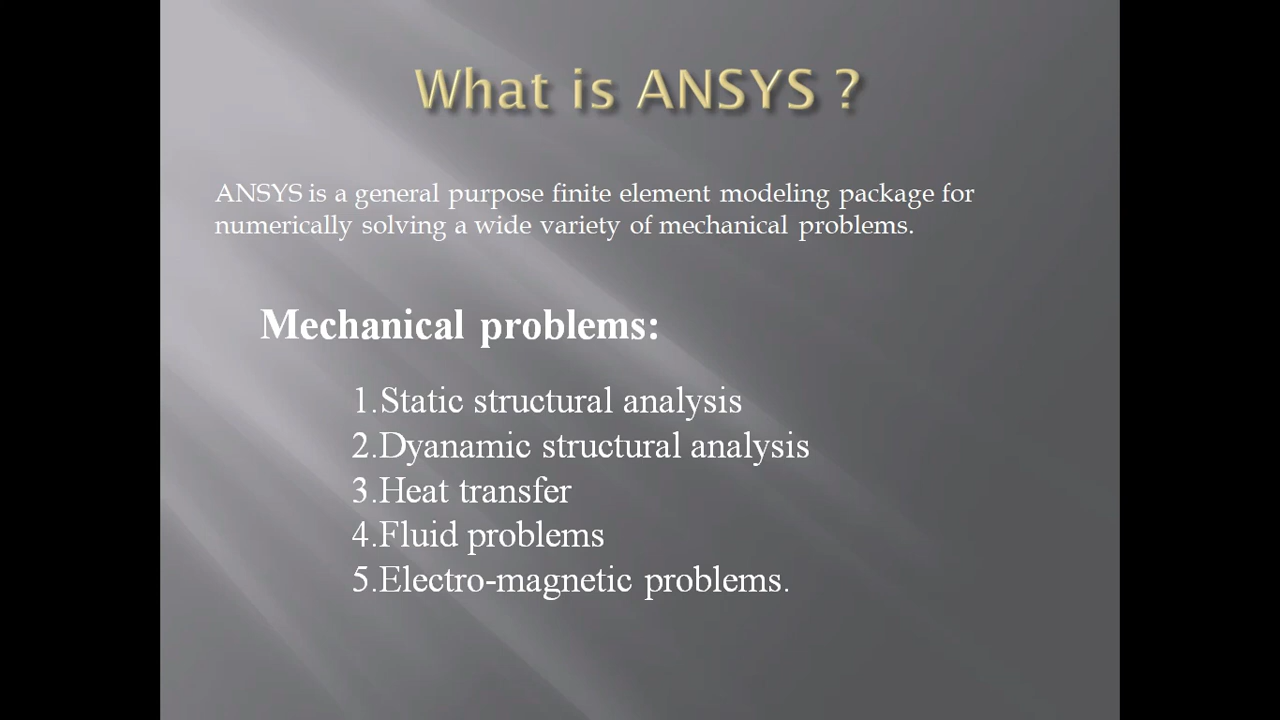 What is ANSYS ?
ANSYS is a general purpose finite element modeling package for
numerically solving a wide variety of mechanical problems.
Mechanical problems:
1.Static structural analysis
2.Dyanamic structural analysis
3.Heat transfer
4.Fluid problems
5.Electro-magnetic problems.